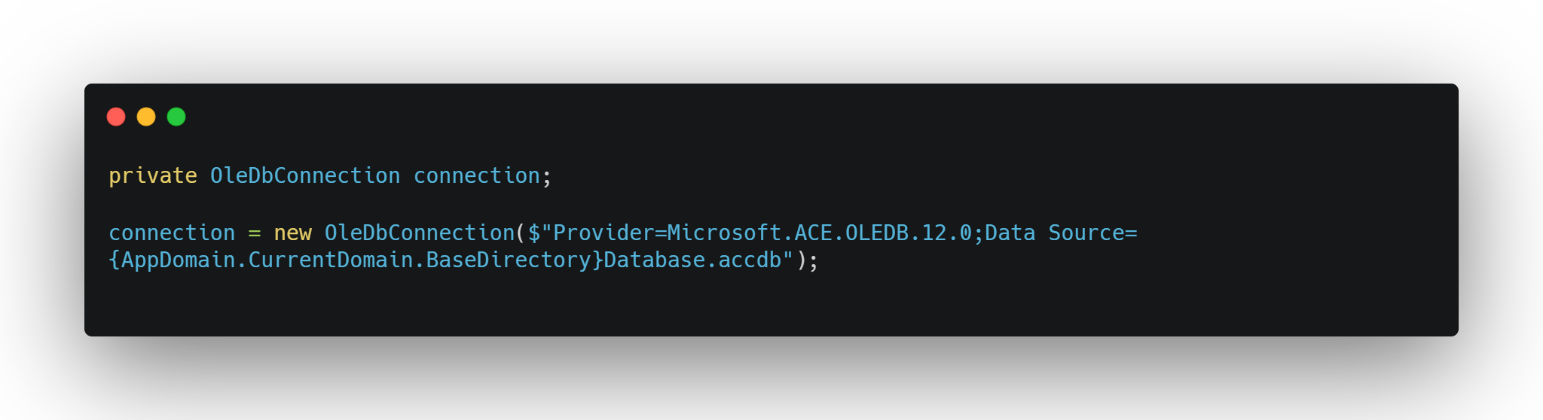 private OleDbConnection connection;
connection = new OleDbConnection($"Provider=Microsoft.ACE.OLEDB.12.0;Data Source=
{AppDomain.CurrentDomain.BaseDirectory}Database.accdb");